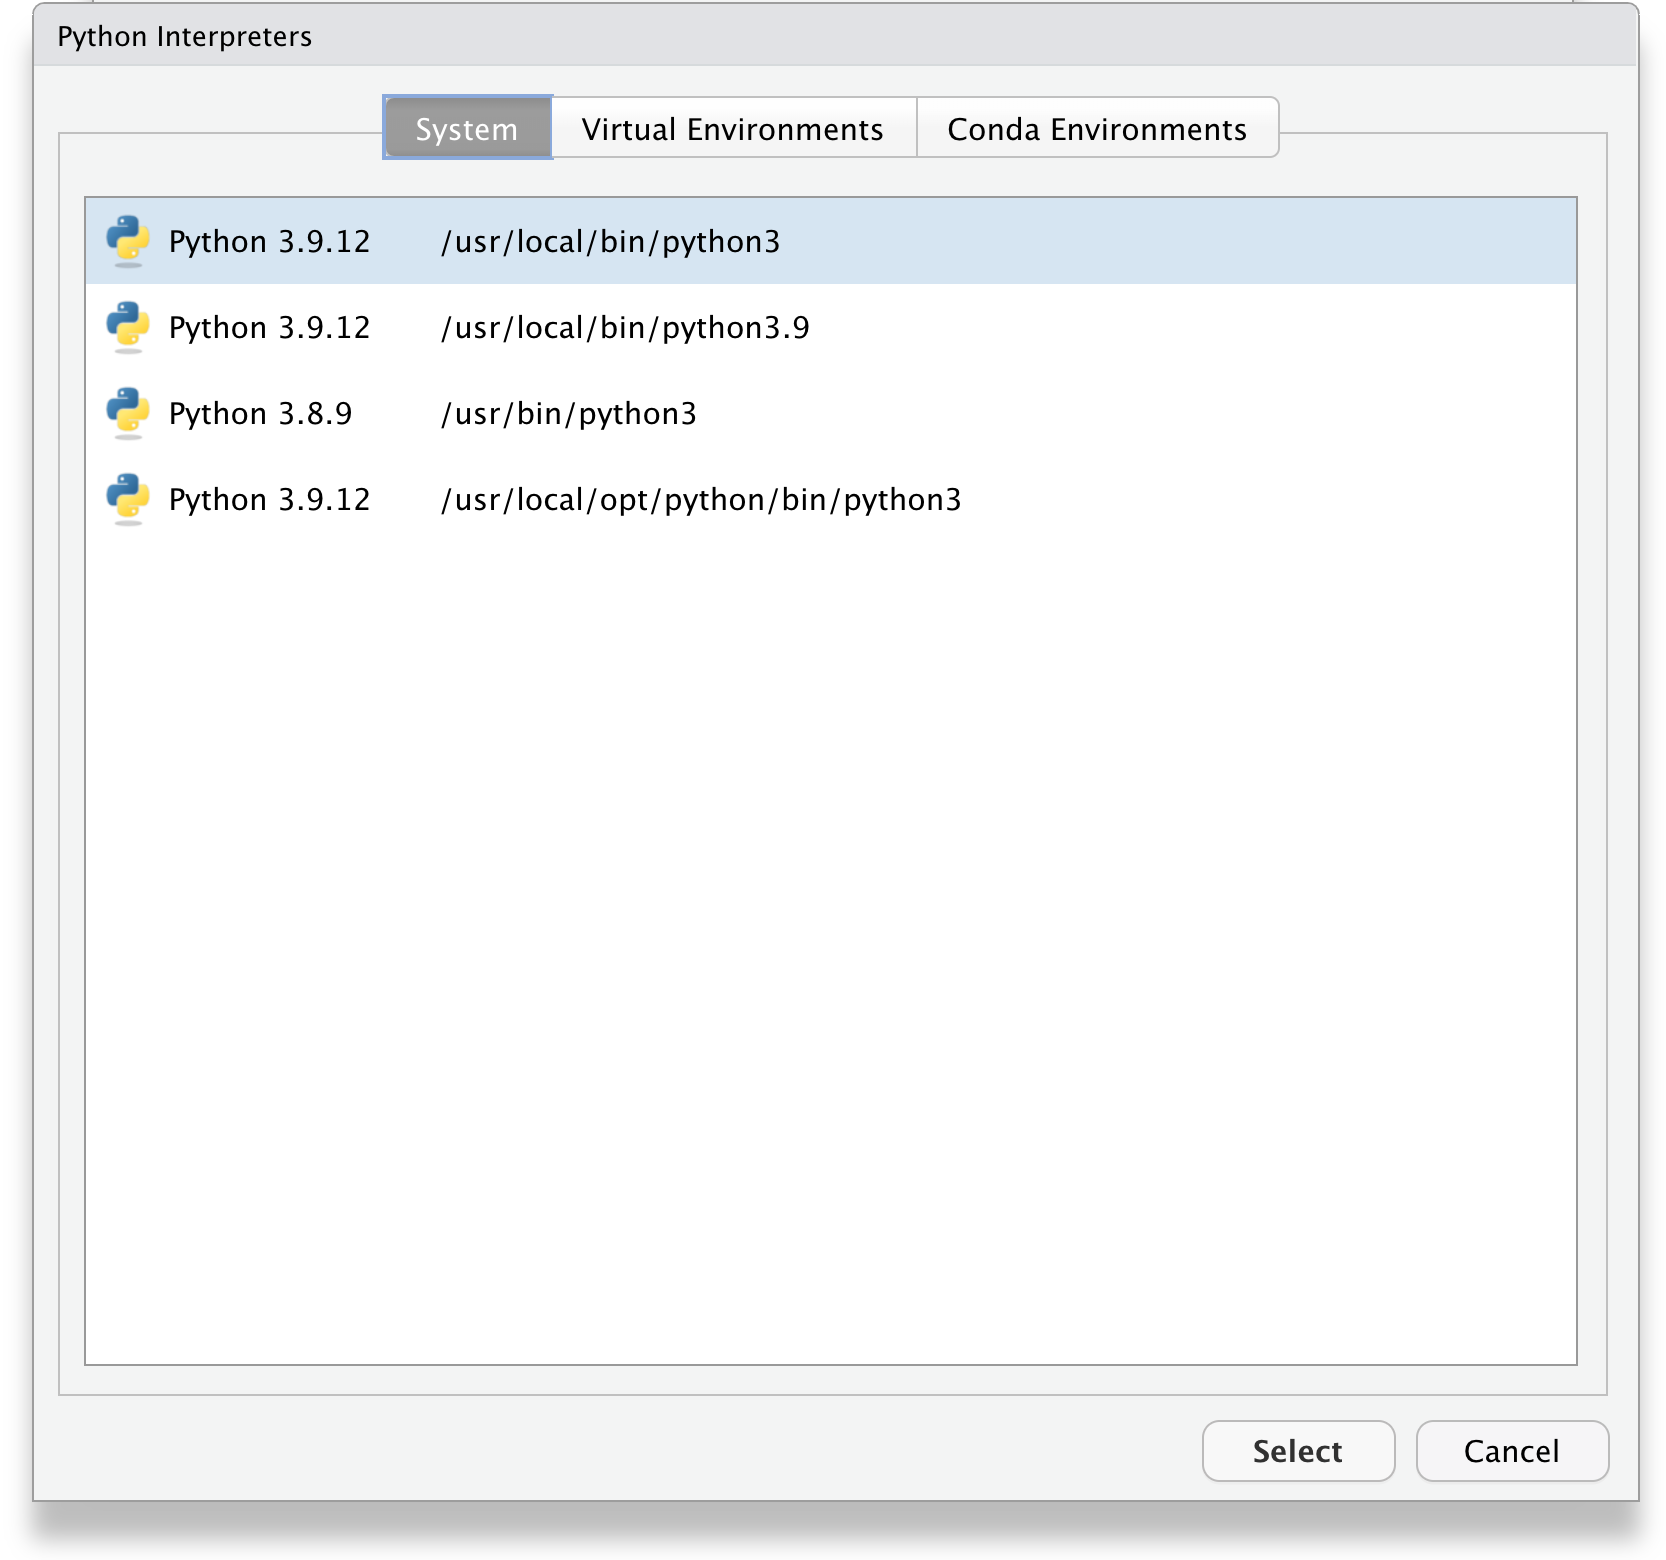 Python Interpreters
System Virtual Environments Conda Environments
Python 3.9.12 /usr/local/bin/python3
Python 3.9.12 /usr/local/bin/python3.9
Python 3.8.9 /usr/bin/python3
Python 3.9.12 /usr/local/opt/python/bin/python3
Select Cancel